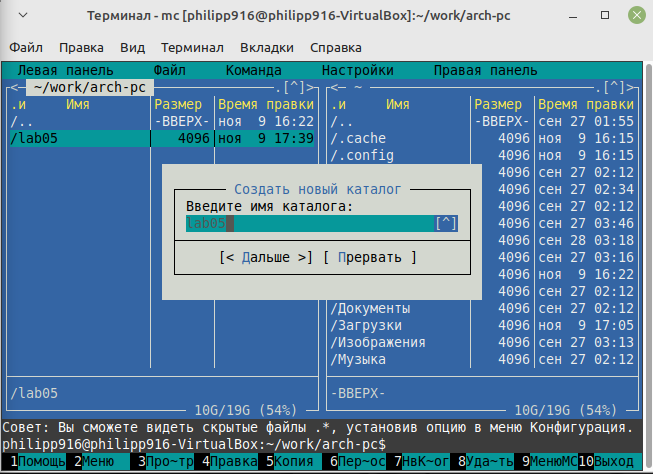 Терминал - mc [philipp916@philipp916-VirtualBox]:~/work/arch-pc
Файл Правка Вид Терминал Вкладки Справка
Левая панель Файл Команда Настройки Правая панель
<— ~/work/arch-pc .[^]>
.и Имя Размер Время правки
/.. -ВВЕРХ- ноя 9 16:22
/lab05 4096 ноя 9 17:39
/lab05
10G/19G (54%)
<— ~ .[^]>
.и Имя Размер Время правки
/.. -ВВЕРХ- сен 27 01:55
/.cache 4096 ноя 9 16:15
/.config 4096 ноя 9 16:15
4096 сен 27 02:12
4096 сен 27 02:34
4096 сен 27 02:12
4096 сен 27 03:46
4096 сен 28 03:18
4096 сен 27 03:16
4096 ноя 9 16:22
4096 сен 27 02:12
/Документы 4096 сен 27 02:12
/Загрузки 4096 ноя 9 17:05
/Изображения 4096 сен 27 03:13
/Музыка 4096 сен 27 02:12
-ВВЕРХ-
10G/19G (54%)
Создать новый каталог
Введите имя каталога:
lab05 [^]
[< Дальше >] [ Прервать ]
Совет: Вы сможете видеть скрытые файлы .*, установив опцию в меню Конфигурация.
philipp916@philipp916-VirtualBox:~/work/arch-pc$
1Помощь 2Меню 3Про~тр 4Правка 5Копия 6Пер~ос 7НвК~ог 8Уда~ть 9МенюМС 10Выход